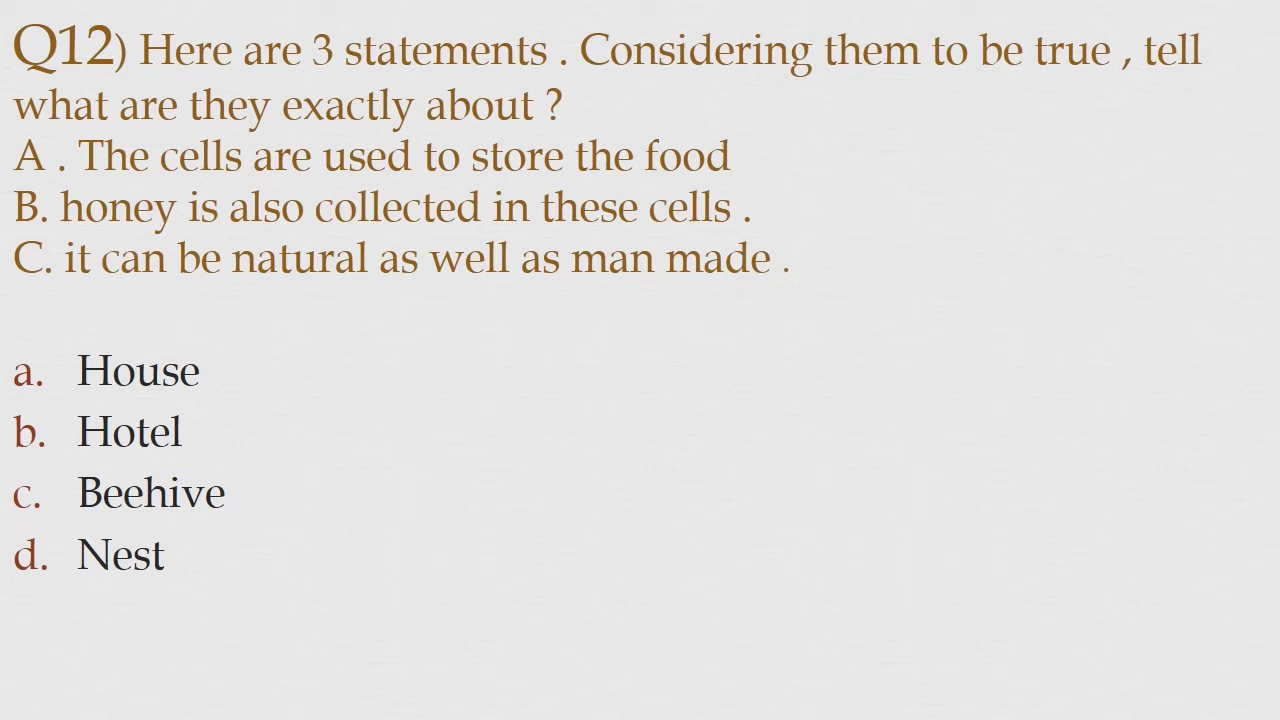 Q12) Here are 3 statements . Considering them to be true , tell
what are they exactly about ?
A . The cells are used to store the food
B. honey is also collected in these cells .
C. it can be natural as well as man made .
a. House
b. Hotel
c. Beehive
d. Nest